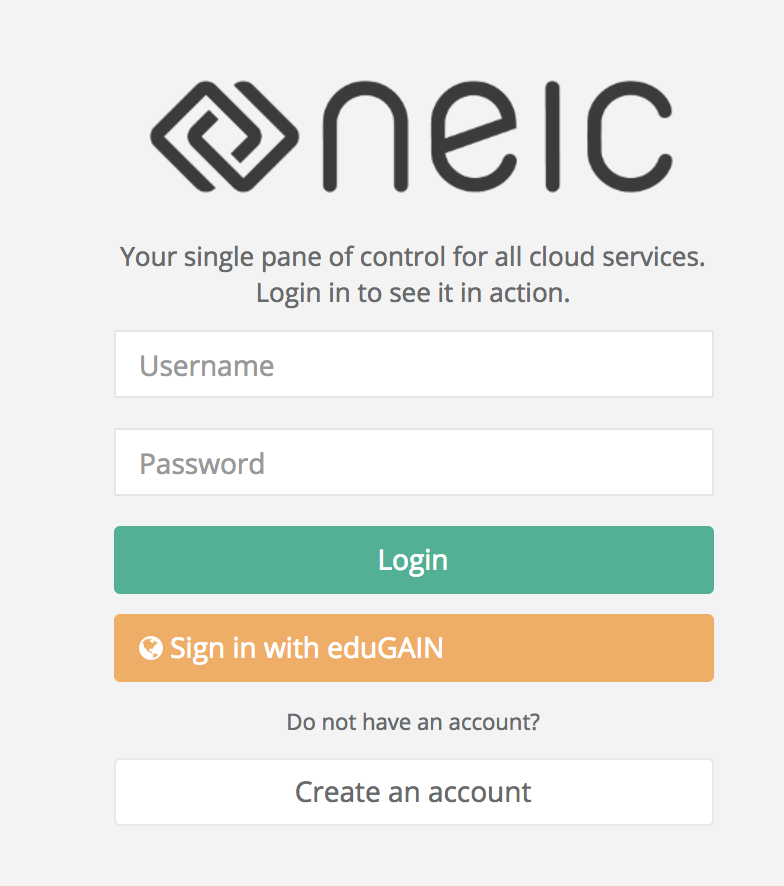 neic
Your single pane of control for all cloud services.
Login in to see it in action.
Username
Password
Login
Sign in with eduGAIN
Do not have an account?
Create an account